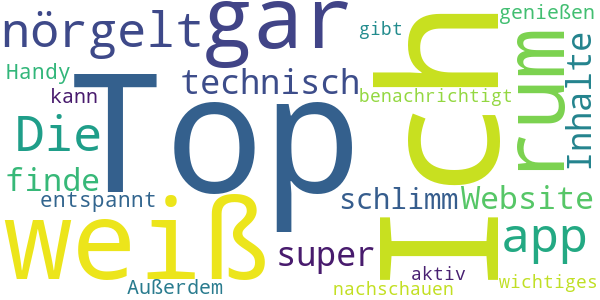 nörgelt
gar
gibt
genießen
Handy
technisch
kann
benachrichtigt
Top
Ich
rum
Inhalte
Die
finde
entspannt
schlimm
Website
weiß
super
app
aktiv
Außerdem
nachschauen
wichtiges